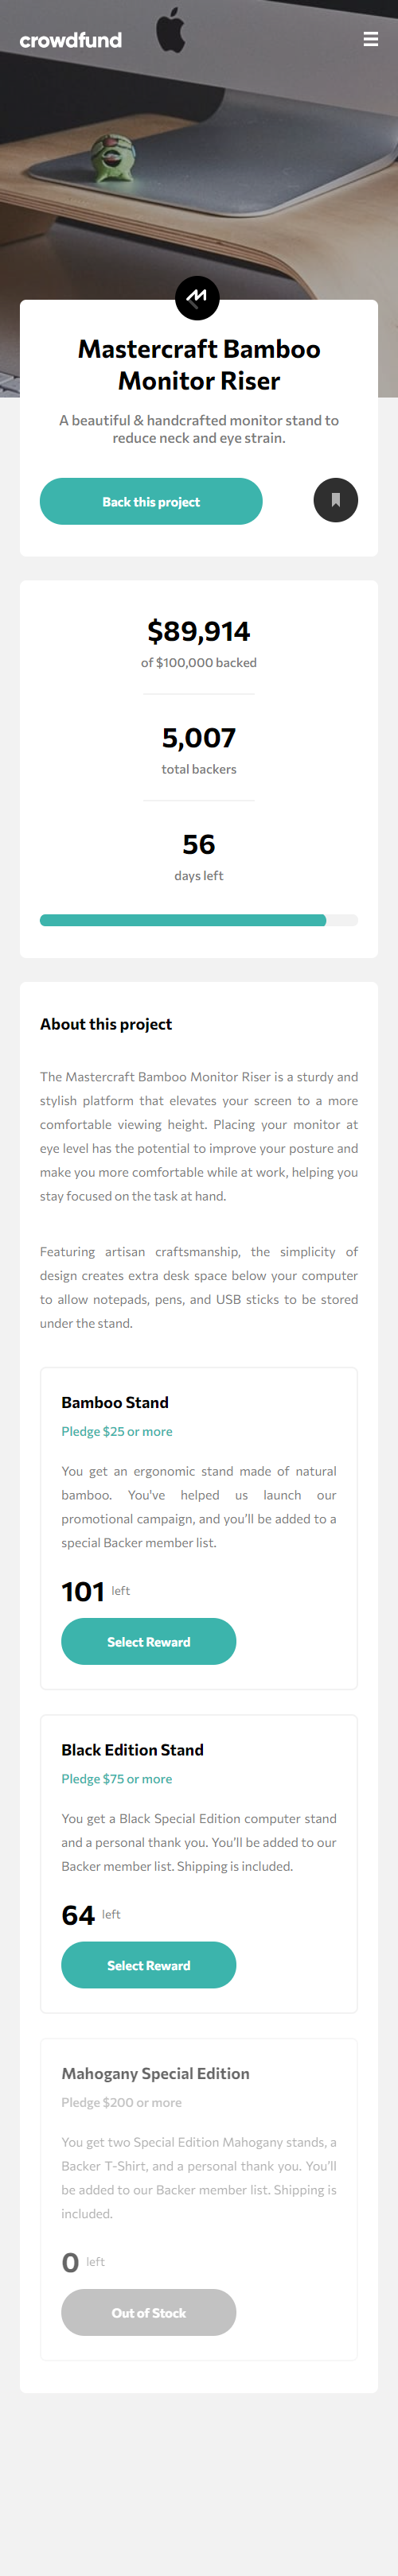 crowdfund
Mastercraft Bamboo
Monitor Riser
A beautiful & handcrafted monitor stand to
reduce neck and eye strain.
Back this project
$89,914
of $100,000 backed
5,007
total backers
56
days left
About this project
The Mastercraft Bamboo Monitor Riser is a sturdy and
stylish platform that elevates your screen to a more
comfortable viewing height. Placing your monitor at
eye level has the potential to improve your posture and
make you more comfortable while at work, helping you
stay focused on the task at hand.
Featuring artisan craftsmanship, the simplicity of
design creates extra desk space below your computer
to allow notepads, pens, and USB sticks to be stored
under the stand.
Bamboo Stand
Pledge $25 or more
You get an ergonomic stand made of natural
bamboo. You've helped us launch our
promotional campaign, and you'll be added to a
special Backer member list.
101 left
Select Reward
Black Edition Stand
Pledge $75 or more
You get a Black Special Edition computer stand
and a personal thank you. You'll be added to our
Backer member list. Shipping is included.
64 left
Select Reward
Mahogany Special Edition
Pledge $200 or more
You get two Special Edition Mahogany stands, a
Backer T-Shirt, and a personal thank you. You'll
be added to our Backer member list. Shipping is
included.
0 left
Out of Stock